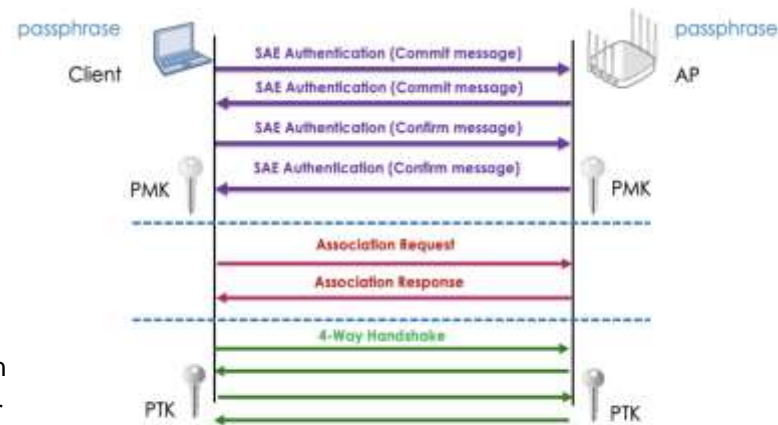 passphrase
passphrase
Client
AP
SAE Authentication (Commit message)
SAE Authentication (Commit message)
SAE Authentication (Confirm message)
SAE Authentication (Confirm message)
PMK
PMK
Association Request
Association Response
4-Way Handshake
PTK
PTK